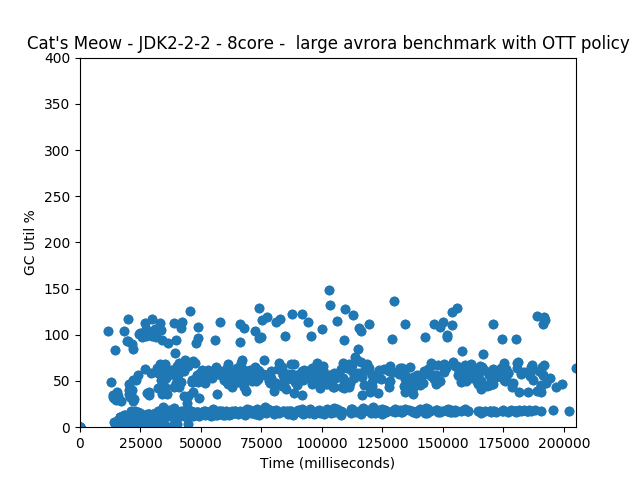 Cat's Meow - JDK2-2-2 - 8core -  large avrora benchmark with OTT policy
400
350
300
250
200
150
100
50
0
GC Util %
0 25000 50000 75000 100000 125000 150000 175000 200000
Time (milliseconds)